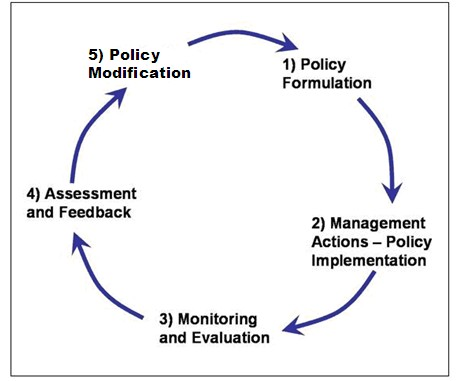 1) Policy
Formulation
2) Management
Actions – Policy
Implementation
3) Monitoring
and Evaluation
4) Assessment
and Feedback
5) Policy
Modification